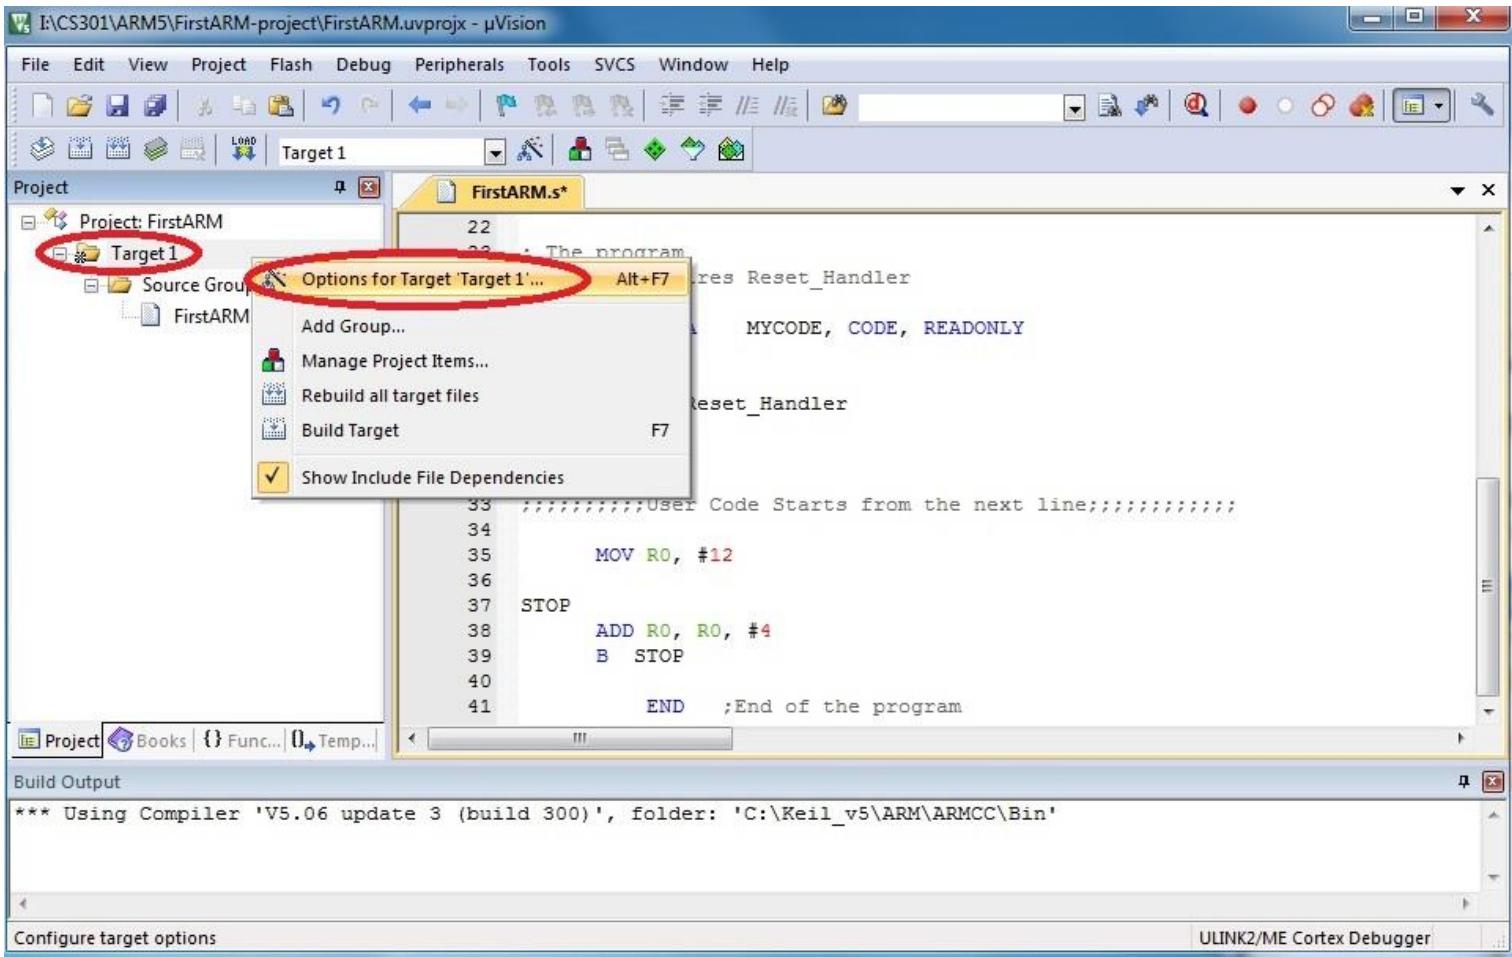 I:\CS301\ARM5\FirstARM-project\FirstARM.uvprojx - µVision
File Edit View Project Flash Debug Peripherals Tools SVCS Window Help
LOAD Target 1
Project
FirstARM.s*
Project: FirstARM
Target 1
Source Grou
FirstARM
Options for Target 'Target 1'... Alt+F7
Add Group...
Manage Project Items...
Rebuild all target files
Build Target F7
Show Include File Dependencies
22
23 ; The program
res Reset_Handler
MYCODE, CODE, READONLY
Reset_Handler
33 ;;;;;;;;;;User Code Starts from the next line;;;;;;;;;;;;
34
35 MOV R0, #12
36
37 STOP
38 ADD R0, R0, #4
39 B STOP
40
41 END ;End of the program
Project Books {} Func... Temp...
Build Output
*** Using Compiler 'V5.06 update 3 (build 300)', folder: 'C:\Keil_v5\ARM\ARMCC\Bin'
Configure target options ULINK2/ME Cortex Debugger